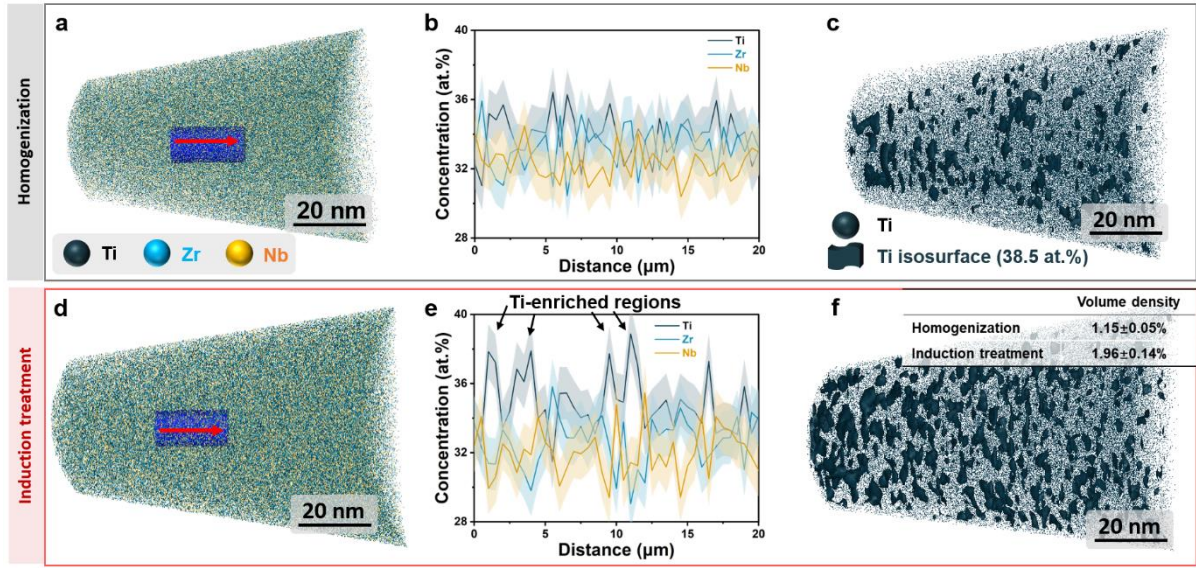 Homogenization
a
20 nm
Ti
Zr
Nb
b
Concentration (at.%)
40
36
32
28
Ti
Zr
Nb
0
5
10
15
20
Distance (μm)
c
20 nm
Ti
Ti isosurface (38.5 at.%)
Induction treatment
d
20 nm
e
Ti-enriched regions
Concentration (at.%)
40
36
32
28
Ti
Zr
Nb
0
5
10
15
20
Distance (μm)
f
Volume density
Homogenization 1.15±0.05%
Induction treatment 1.96±0.14%
20 nm